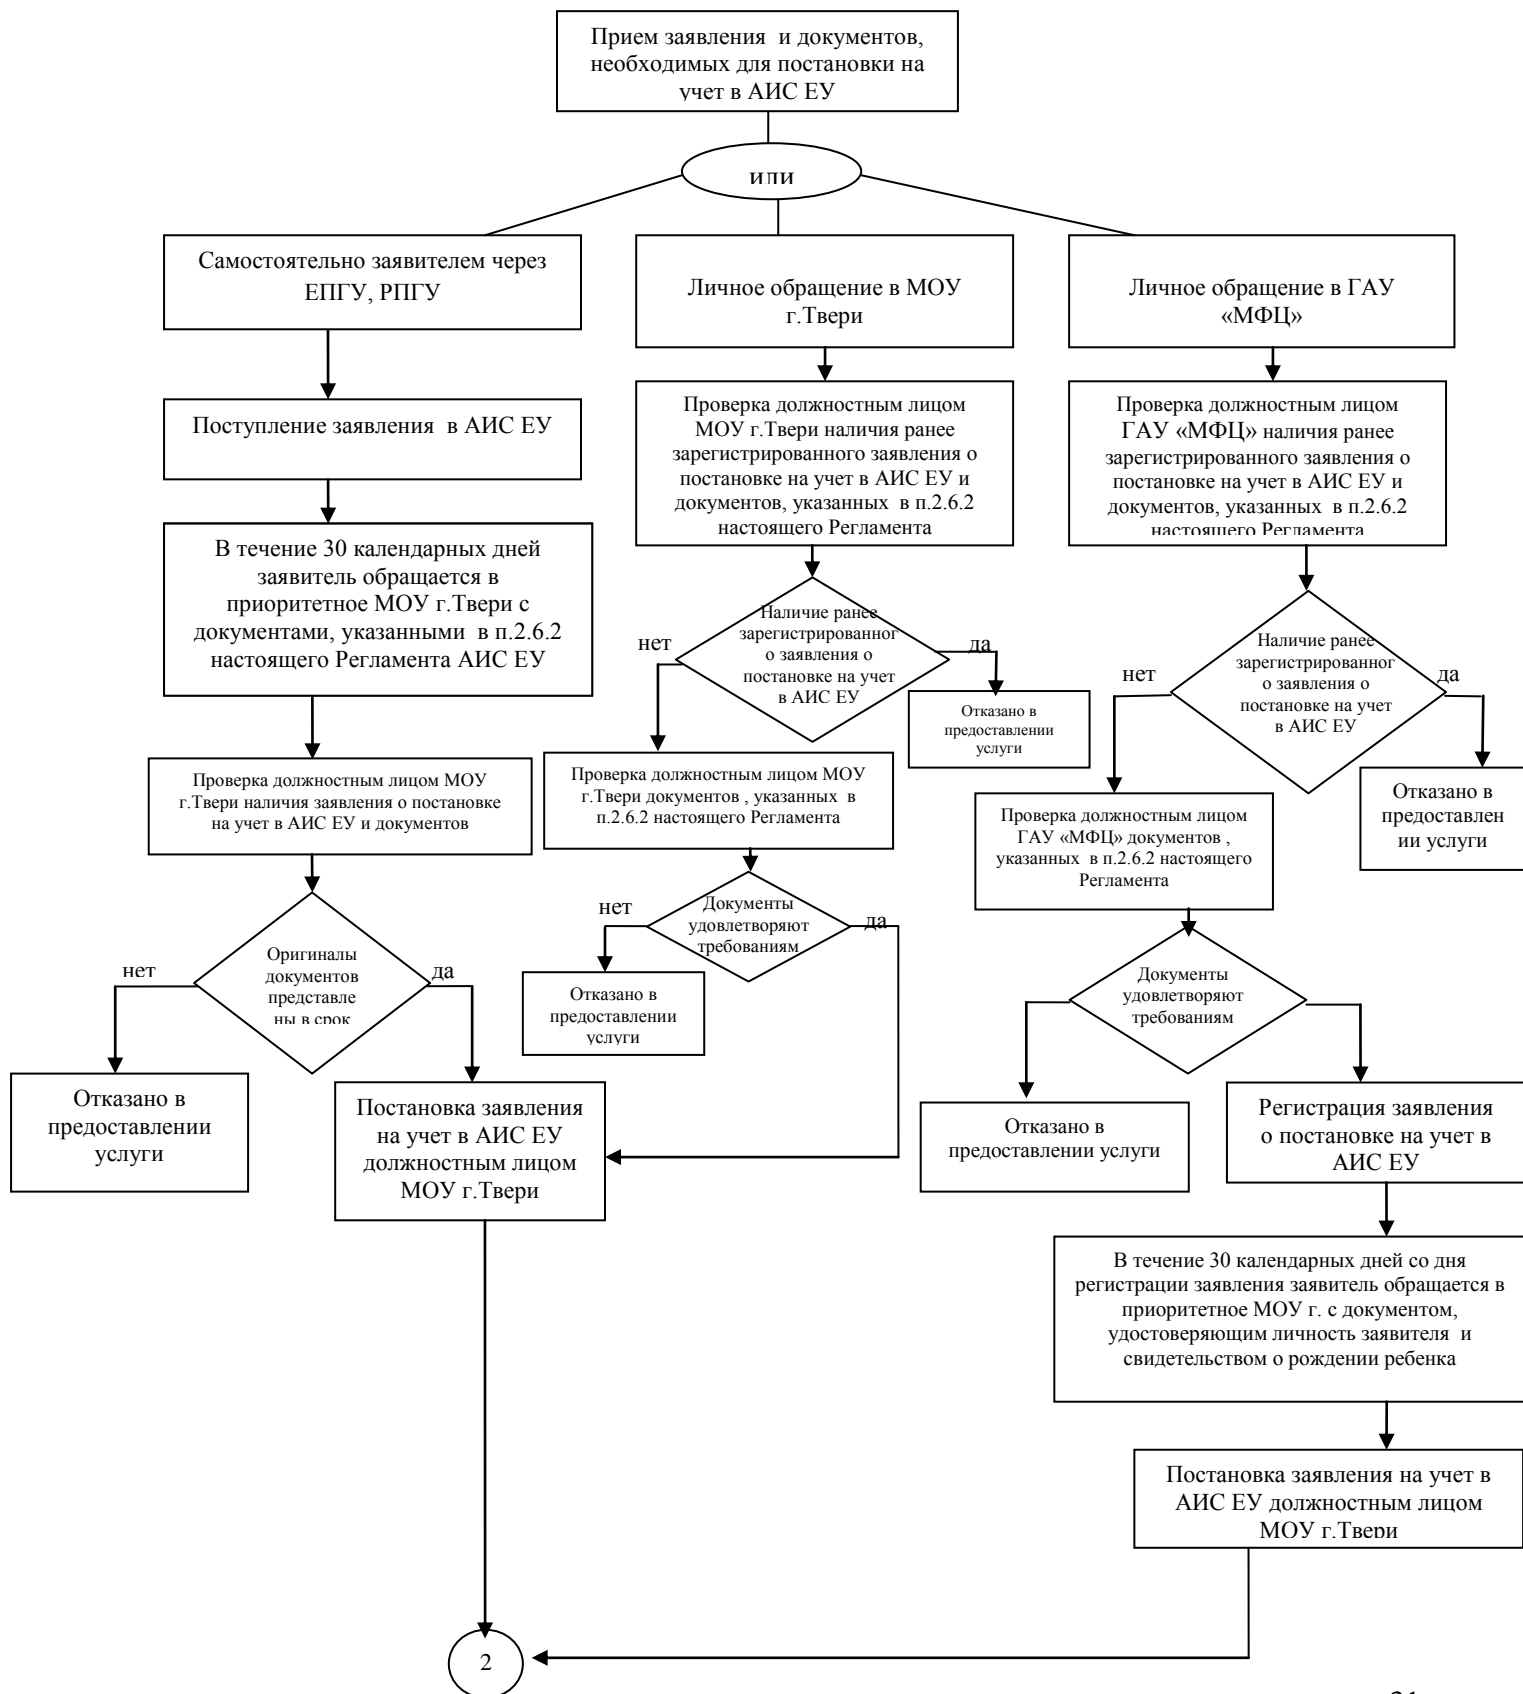 Прием заявления  и документов,
необходимых для постановки на
учет в АИС ЕУ
или
Самостоятельно заявителем через
ЕПГУ, РПГУ
Личное обращение в МОУ
г.Твери
Личное обращение в ГАУ
«МФЦ»
Поступление заявления  в АИС ЕУ
Проверка должностным лицом
МОУ г.Твери наличия ранее
зарегистрированного заявления о
постановке на учет в АИС ЕУ и
документов, указанных  в п.2.6.2
настоящего Регламента
Проверка должностным лицом
ГАУ «МФЦ» наличия ранее
зарегистрированного заявления о
постановке на учет в АИС ЕУ и
документов, указанных  в п.2.6.2
настоящего Регламента
В течение 30 календарных дней
заявитель обращается в
приоритетное МОУ г.Твери с
документами, указанными  в п.2.6.2
настоящего Регламента АИС ЕУ
нет
Наличие ранее
зарегистрированног
о заявления о
постановке на учет
в АИС ЕУ
да
Отказано в
предоставлении
услуги
нет
Наличие ранее
зарегистрированног
о заявления о
постановке на учет
в АИС ЕУ
да
Отказано в
предоставлен
ии услуги
Проверка должностным лицом МОУ
г.Твери наличия заявления о постановке
на учет в АИС ЕУ и документов
Проверка должностным лицом МОУ
г.Твери документов , указанных  в
п.2.6.2 настоящего Регламента
Проверка должностным лицом
ГАУ «МФЦ» документов ,
указанных  в п.2.6.2 настоящего
Регламента
нет
Оригиналы
документов
представле
ны в срок
да
нет
Документы
удовлетворяют
требованиям
да
Отказано в
предоставлении
услуги
Документы
удовлетворяют
требованиям
Отказано в
предоставлении
услуги
Постановка заявления
на учет в АИС ЕУ
должностным лицом
МОУ г.Твери
Отказано в
предоставлении услуги
Регистрация заявления
о постановке на учет в
АИС ЕУ
В течение 30 календарных дней со дня
регистрации заявления заявитель обращается в
приоритетное МОУ г. с документом,
удостоверяющим личность заявителя  и
свидетельством о рождении ребенка
Постановка заявления на учет в
АИС ЕУ должностным лицом
МОУ г.Твери
2